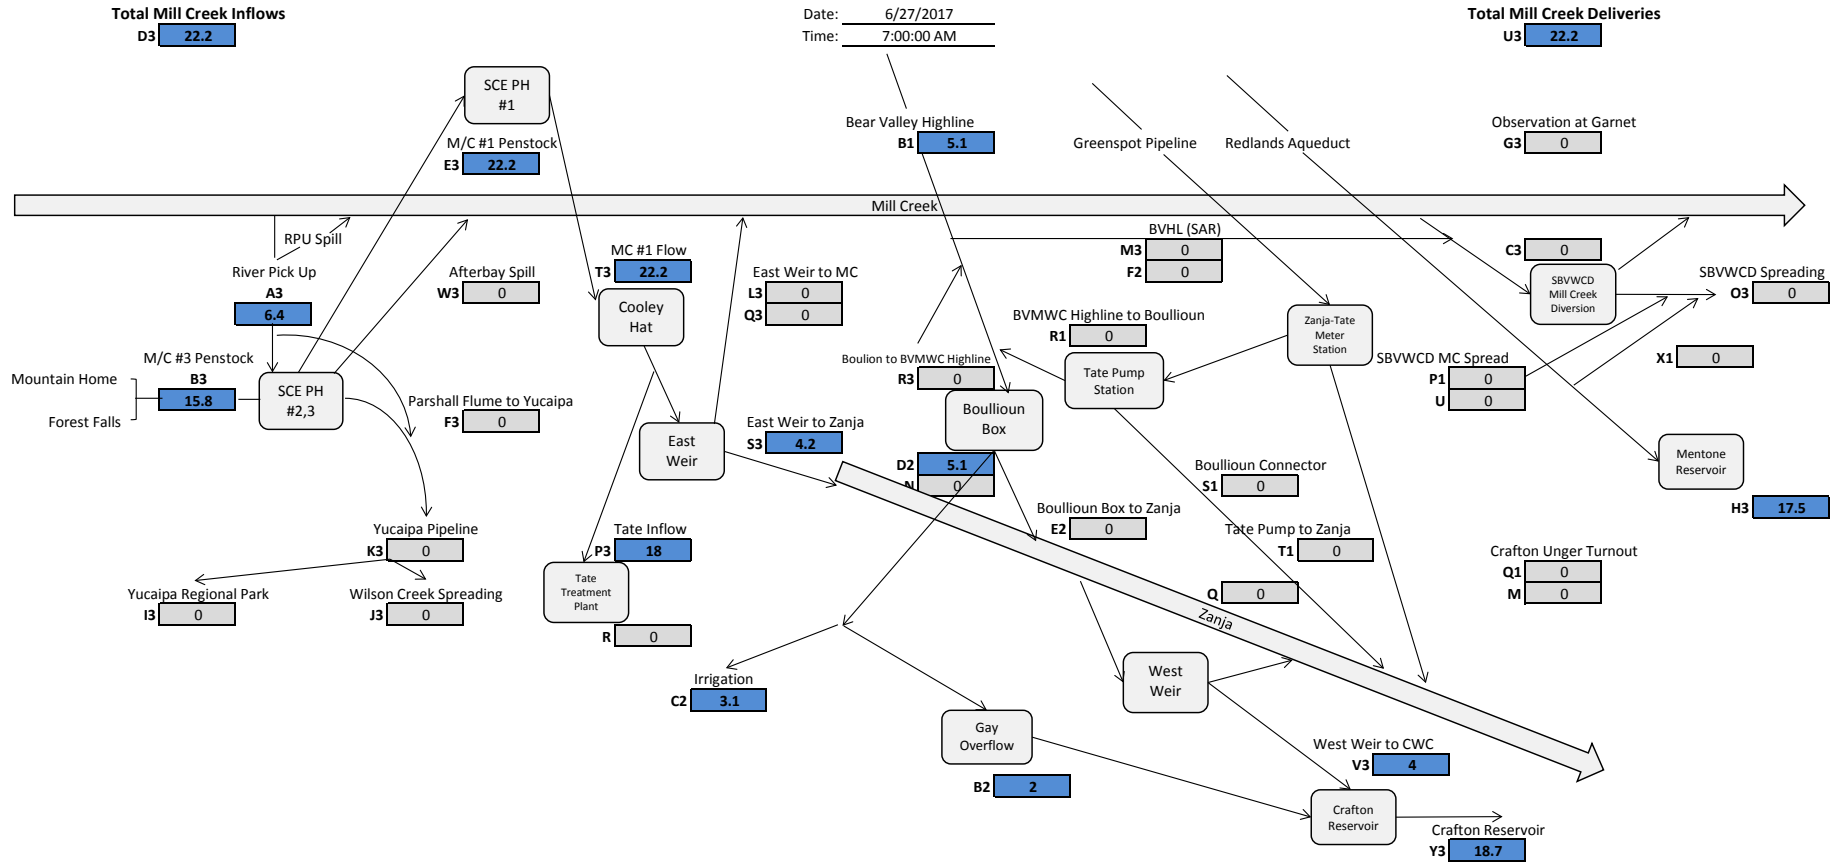 Total Mill Creek Inflows
D3 22.2
Date: 6/27/2017
Time: 7:00:00 AM
Total Mill Creek Deliveries
U3 22.2
SCE PH
#1
M/C #1 Penstock
E3 22.2
Bear Valley Highline
B1 5.1
Greenspot Pipeline
Redlands Aqueduct
Observation at Garnet
G3 0
Mill Creek
RPU Spill
River Pick Up
A3
6.4
Afterbay Spill
W3 0
MC #1 Flow
T3 22.2
Cooley
Hat
East Weir to MC
L3 0
Q3 0
BVHL (SAR)
M3 0
F2 0
C3 0
SBVWCD
Mill Creek
Diversion
SBVWCD Spreading
O3 0
BVMWC Highline to Boullioun
R1 0
Zanja-Tate
Meter
Station
M/C #3 Penstock
B3
15.8
Mountain Home
Forest Falls
SCE PH
#2,3
Boulion to BVMWC Highline
R3 0
Tate Pump
Station
SBVWCD MC Spread
P1 0
U 0
X1 0
Parshall Flume to Yucaipa
F3 0
East
Weir
East Weir to Zanja
S3 4.2
Boullioun
Box
D2 5.1
N 0
Boullioun Connector
S1 0
Mentone
Reservoir
H3 17.5
Boullioun Box to Zanja
E2 0
Tate Pump to Zanja
T1 0
Yucaipa Pipeline
K3 0
Tate Inflow
P3 18
Tate
Treatment
Plant
R 0
Crafton Unger Turnout
Q1 0
M 0
Yucaipa Regional Park
I3 0
Wilson Creek Spreading
J3 0
Q 0
Zanja
Irrigation
C2 3.1
West
Weir
Gay
Overflow
B2 2
West Weir to CWC
V3 4
Crafton
Reservoir
Crafton Reservoir
Y3 18.7